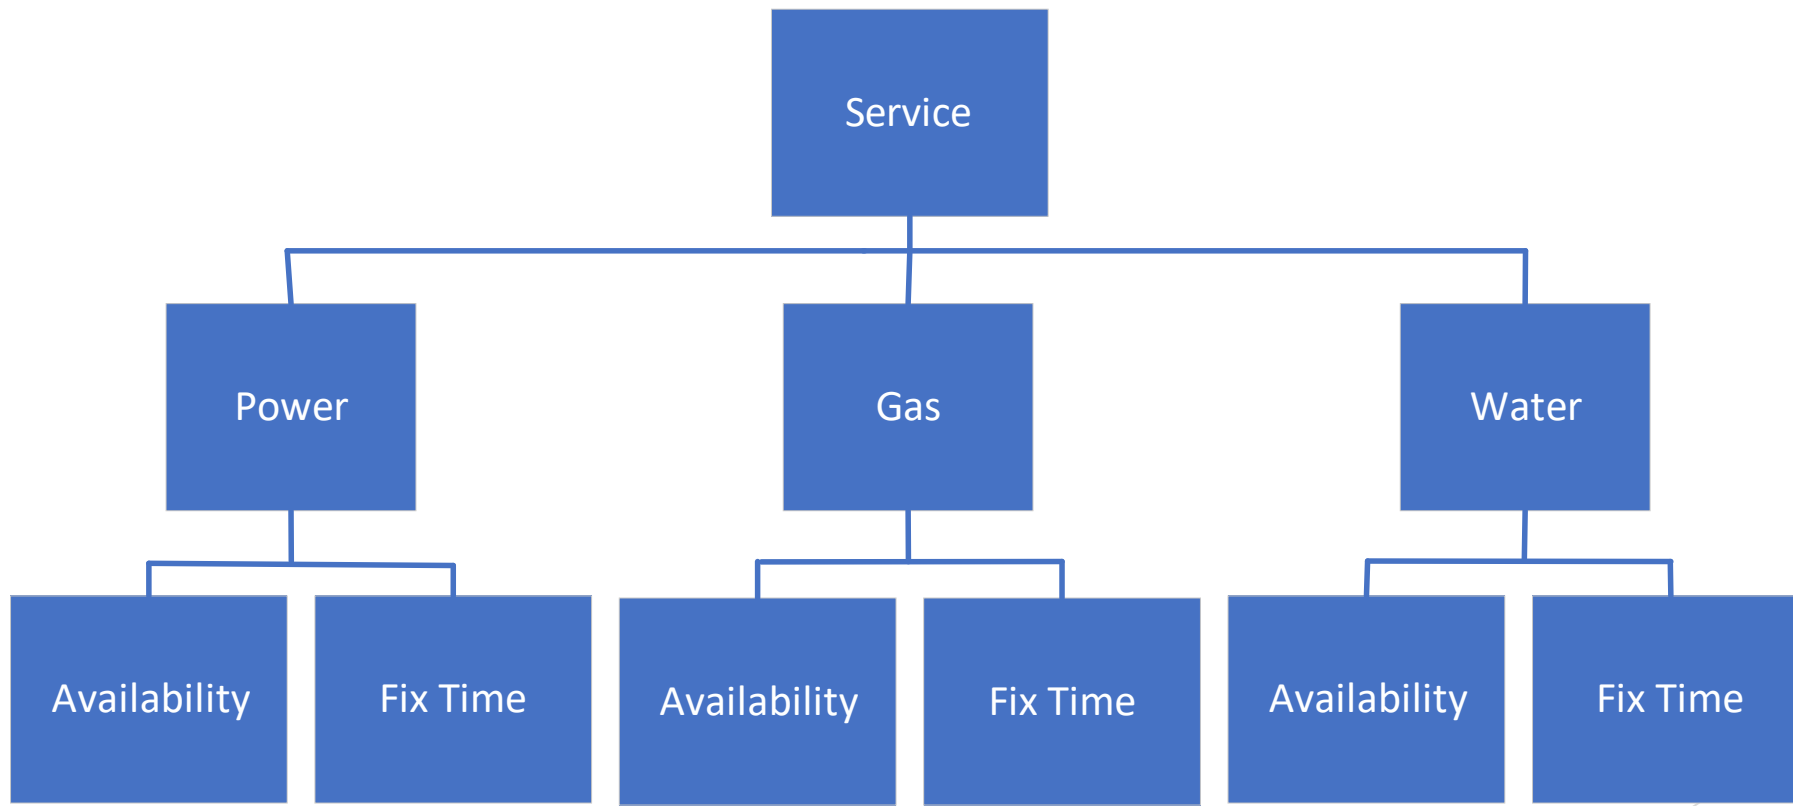 Service
Power
Gas
Water
Availability
Fix Time
Availability
Fix Time
Availability
Fix Time